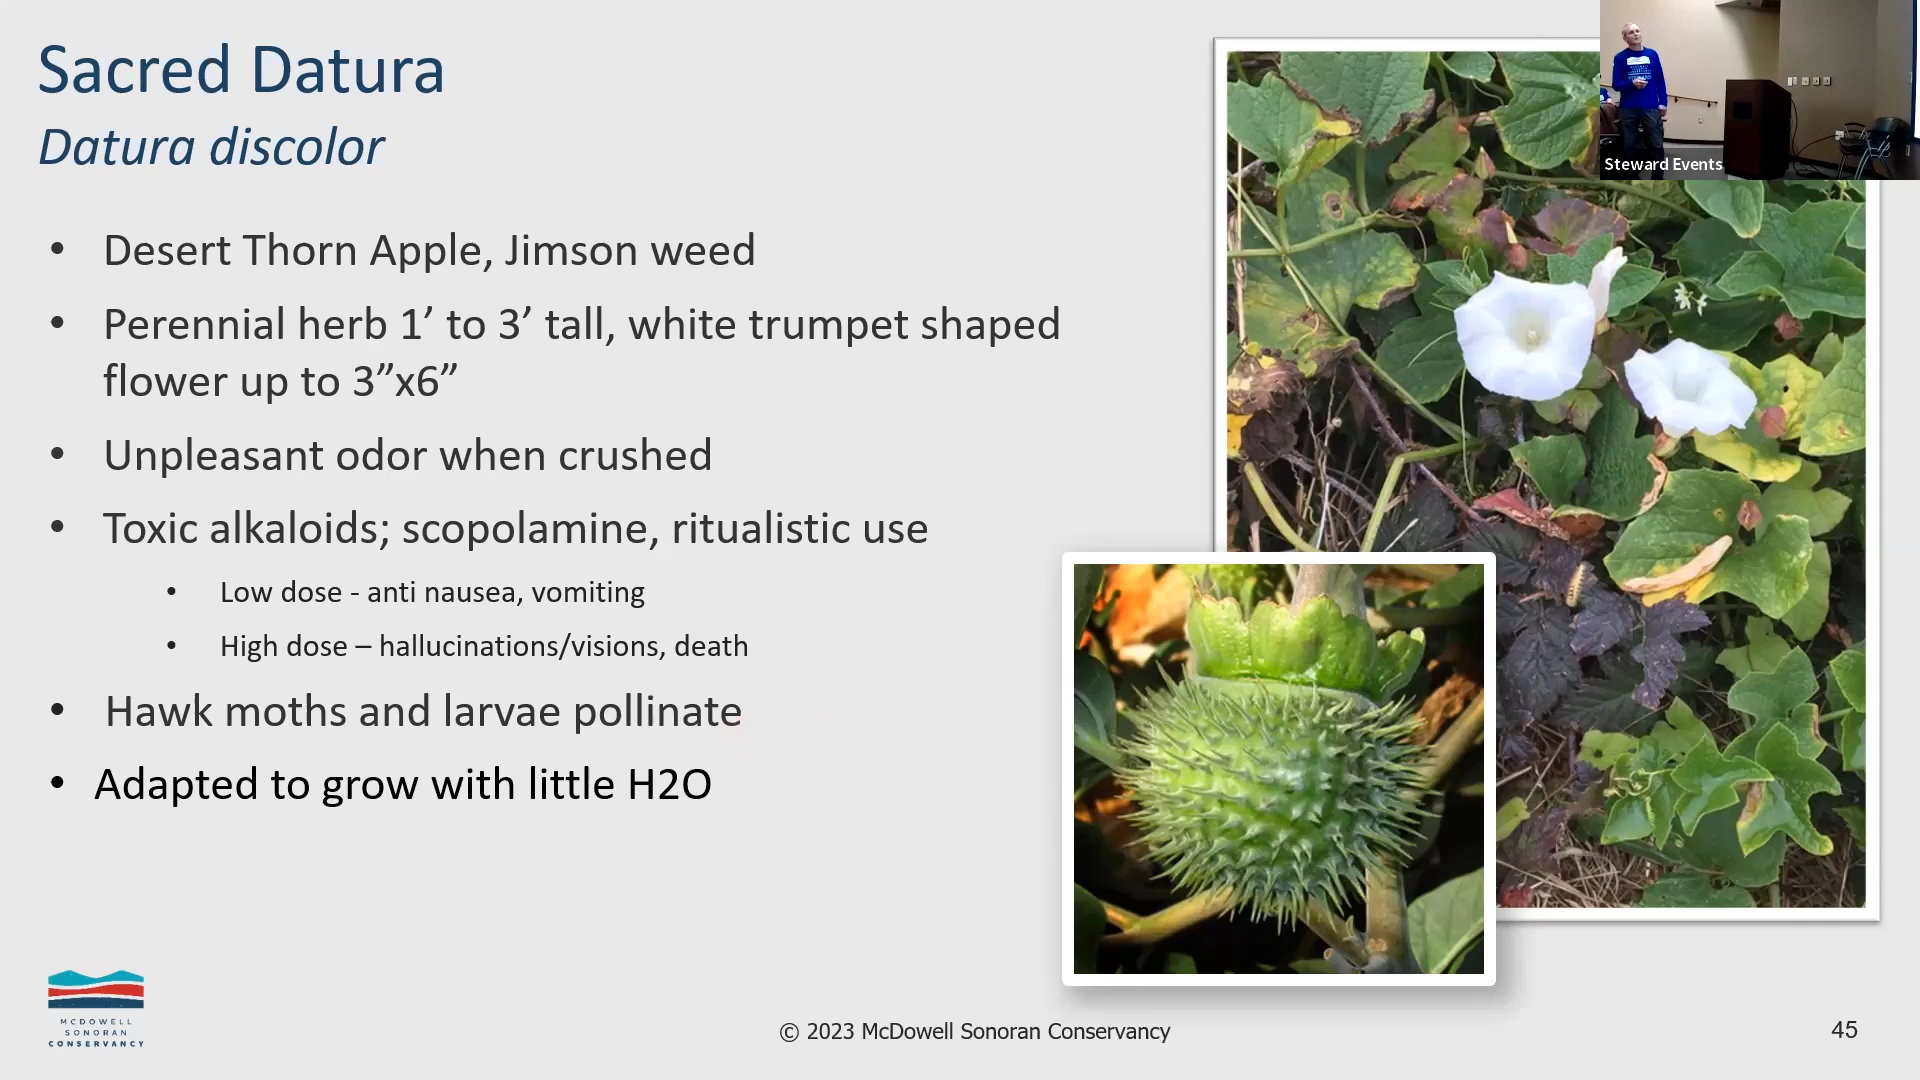 Sacred Datura
Datura discolor
• Desert Thorn Apple, Jimson weed
• Perennial herb 1’ to 3’ tall, white trumpet shaped
flower up to 3”x6”
• Unpleasant odor when crushed
• Toxic alkaloids; scopolamine, ritualistic use
• Low dose - anti nausea, vomiting
• High dose – hallucinations/visions, death
• Hawk moths and larvae pollinate
• Adapted to grow with little H2O
Steward Events
MCDOWELL
SONORAN
CONSERVANCY
© 2023 McDowell Sonoran Conservancy
45